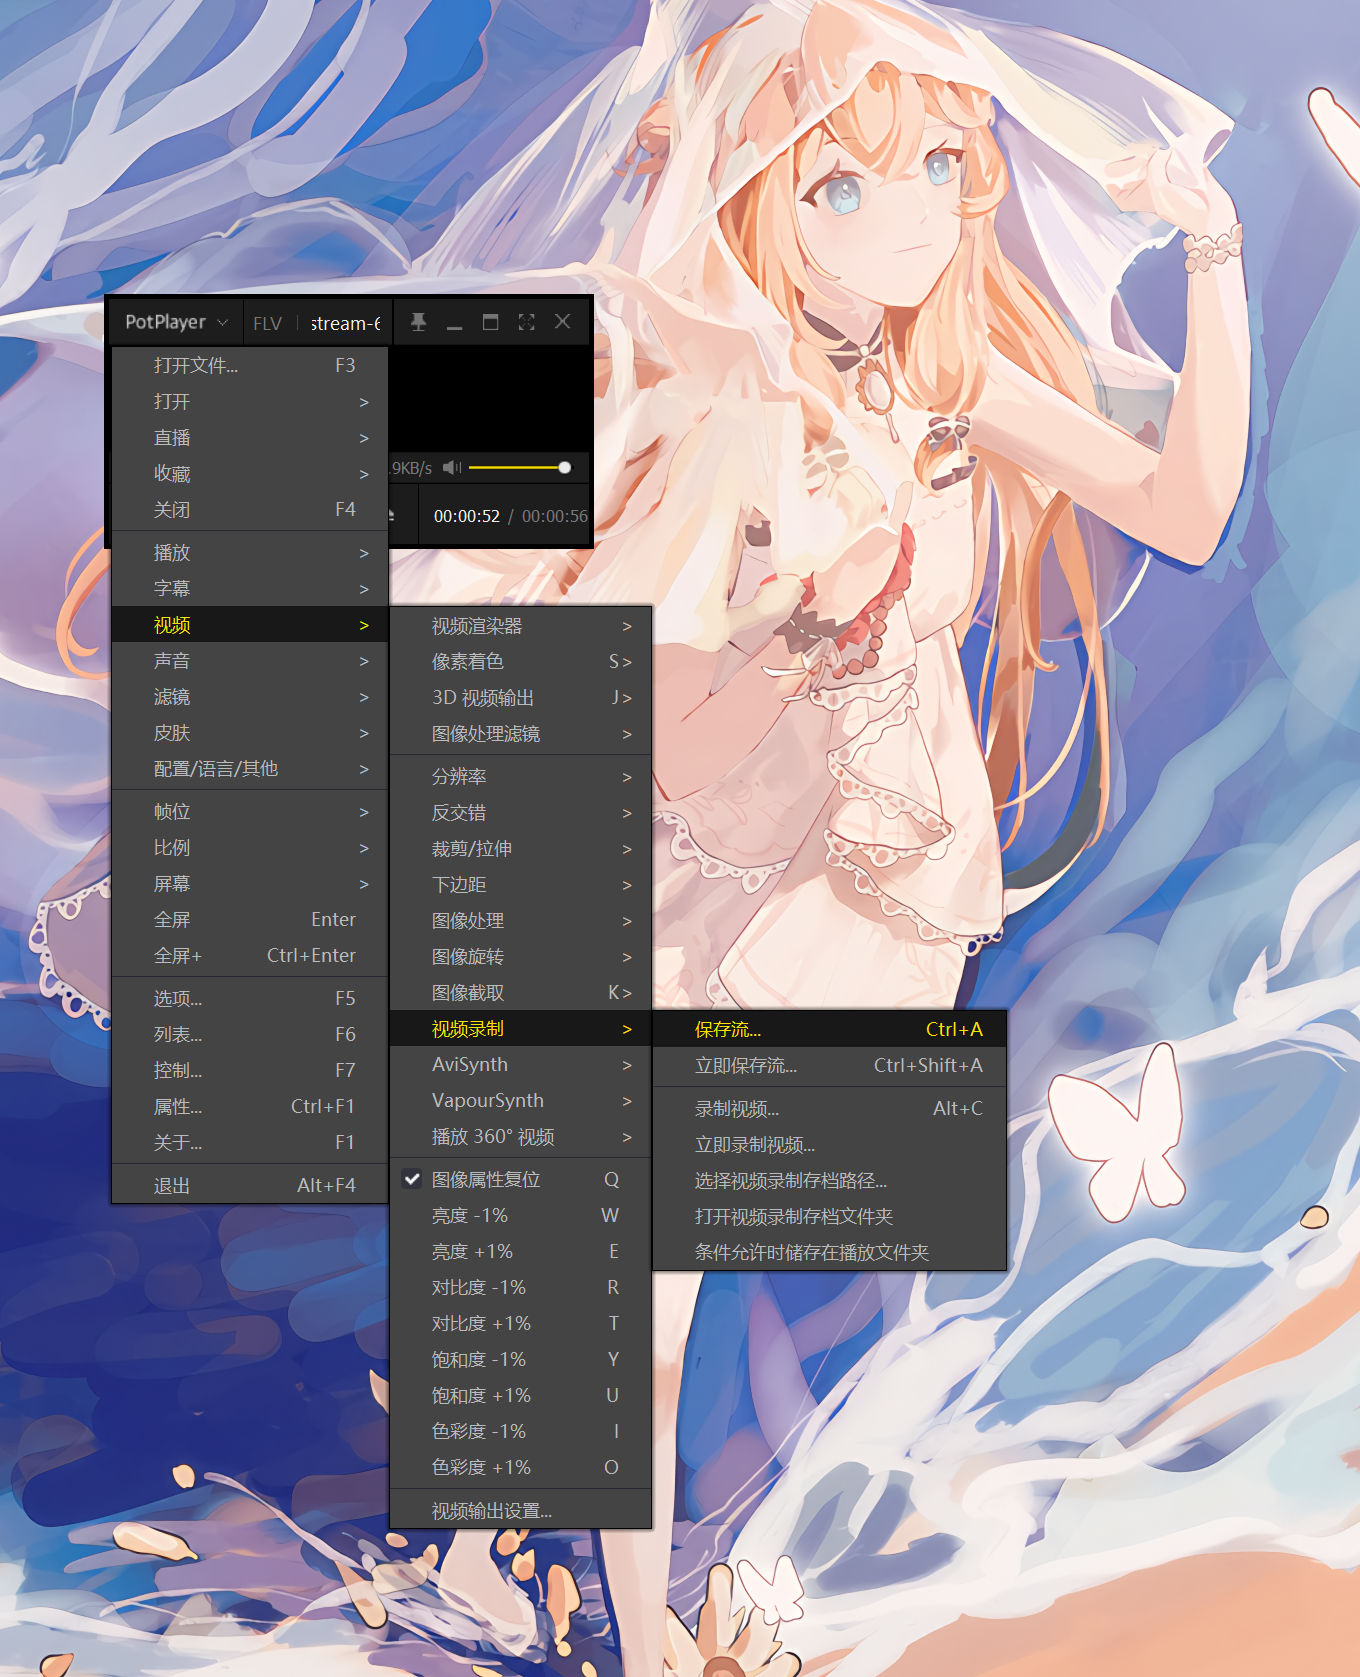 PotPlayer FLV stream-6
打开文件... F3
打开 >
直播 >
收藏 >
.9KB/s
关闭 F4
00:00:52 / 00:00:56
播放 >
字幕 >
视频 >
声音 >
滤镜 >
皮肤 >
配置/语言/其他 >
帧位 >
比例 >
屏幕 >
全屏 Enter
全屏+ Ctrl+Enter
选项... F5
列表... F6
控制... F7
属性... Ctrl+F1
关于... F1
退出 Alt+F4
视频渲染器 >
像素着色 S >
3D 视频输出 J >
图像处理滤镜 >
分辨率 >
反交错 >
裁剪/拉伸 >
下边距 >
图像处理 >
图像旋转 >
图像截取 K >
视频录制 >
AviSynth >
VapourSynth >
播放 360° 视频 >
图像属性复位 Q
亮度 -1% W
亮度 +1% E
对比度 -1% R
对比度 +1% T
饱和度 -1% Y
饱和度 +1% U
色彩度 -1% I
色彩度 +1% O
视频输出设置...
保存流... Ctrl+A
立即保存流... Ctrl+Shift+A
录制视频... Alt+C
立即录制视频...
选择视频录制存档路径...
打开视频录制存档文件夹
条件允许时储存在播放文件夹